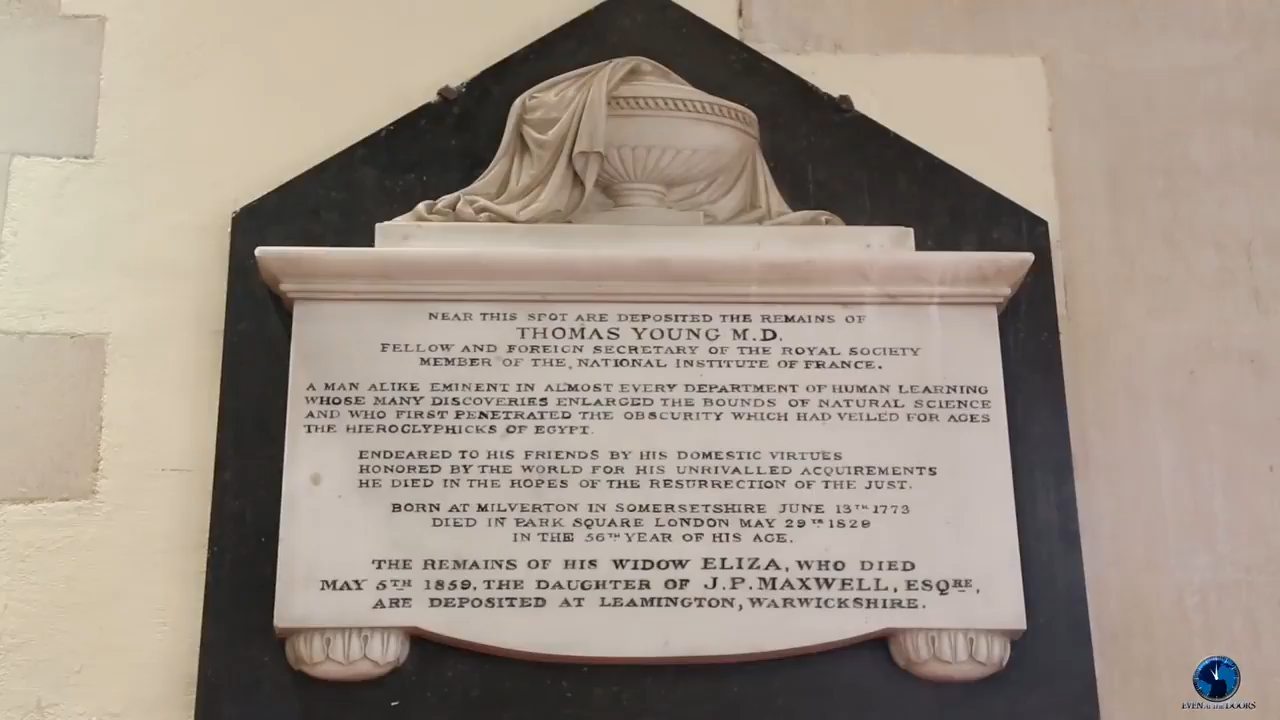 NEAR THIS SPOT ARE DEPOSITED THE REMAINS OF
THOMAS YOUNG M.D.
FELLOW AND FOREIGN SECRETARY OF THE ROYAL SOCIETY
MEMBER OF THE NATIONAL INSTITUTE OF FRANCE.
A MAN ALIKE EMINENT IN ALMOST EVERY DEPARTMENT OF HUMAN LEARNING
WHOSE MANY DISCOVERIES ENLARGED THE BOUNDS OF NATURAL SCIENCE
AND WHO FIRST PENETRATED THE OBSCURITY WHICH HAD VEILED FOR AGES
THE HIEROGLYPHICKS OF EGYPT.
ENDEARED TO HIS FRIENDS BY HIS DOMESTIC VIRTUES
HONORED BY THE WORLD FOR HIS UNRIVALLED ACQUIREMENTS
HE DIED IN THE HOPES OF THE RESURRECTION OF THE JUST.
BORN AT MILVERTON IN SOMERSETSHIRE JUNE 13TH 1773
DIED IN PARK SQUARE LONDON MAY 29TH 1829
IN THE 56TH YEAR OF HIS AGE.
THE REMAINS OF HIS WIDOW ELIZA, WHO DIED
MAY 5TH 1859, THE DAUGHTER OF J.P. MAXWELL, ESQRE,
ARE DEPOSITED AT LEAMINGTON, WARWICKSHIRE.
EVEN AT THE DOORS